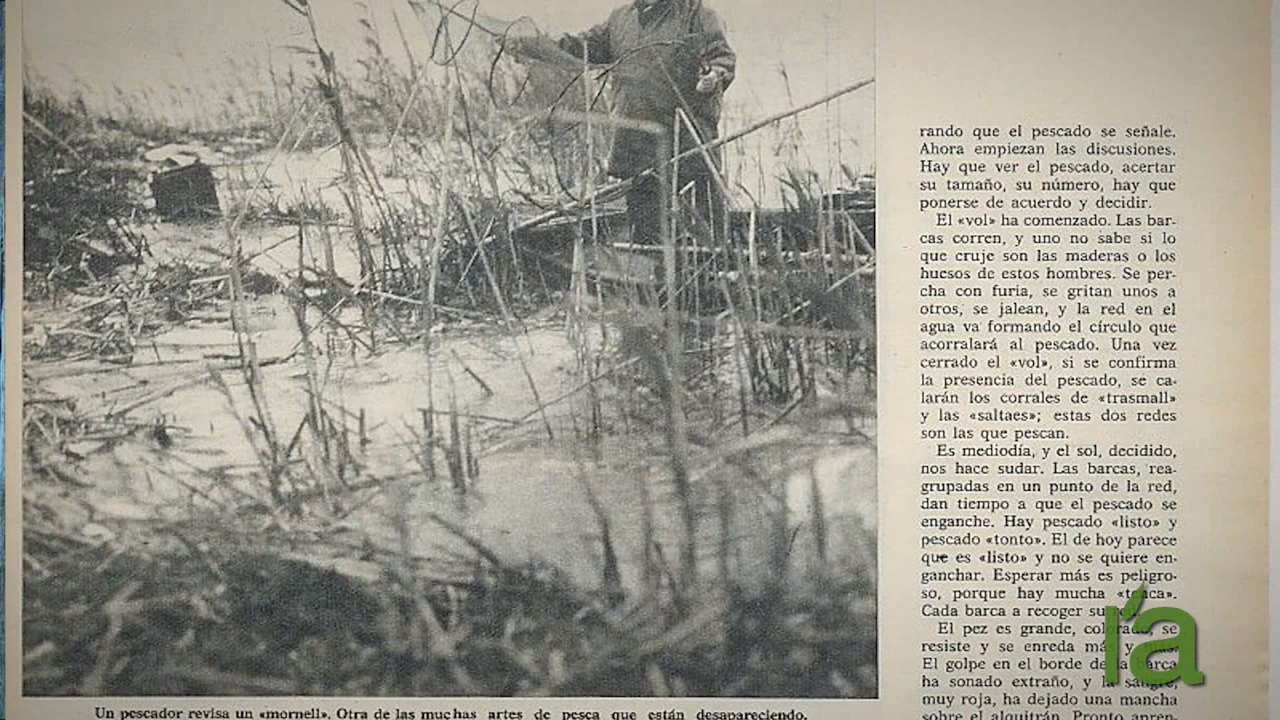 rando que el pescado se señale.
Ahora empiezan las discusiones.
Hay que ver el pescado, acertar
su tamaño, su número, hay que
ponerse de acuerdo y decidir.
El «vol» ha comenzado. Las bar-
cas corren, y uno no sabe si lo
que cruje son las maderas o los
huesos de estos hombres. Se per-
cha con furia, se gritan unos a
otros, se jalean, y la red en el
agua va formando el círculo que
acorralará al pescado. Una vez
cerrado el «vol», si se confirma
la presencia del pescado, se ca-
larán los corrales de «trasmall»
y las «saltaes»; estas dos redes
son las que pescan.
Es mediodía, y el sol, decidido,
nos hace sudar. Las barcas, rea-
grupadas en un punto de la red,
dan tiempo a que el pescado se
enganche. Hay pescado «listo» y
pescado «tonto». El de hoy parece
que es «listo» y no se quiere en-
ganchar. Esperar más es peligro-
so, porque hay mucha
Cada barca a recoger su
El pez es grande, colorado, se
resiste y se enreda más y
El golpe en el borde de la barca
ha sonado extraño, y la sangre,
muy roja, ha dejado una mancha
sobre el alquitrán. Pronto apren-
Un pescador revisa un «mornell». Otra de las muchas artes de pesca que están desapareciendo.
l'a